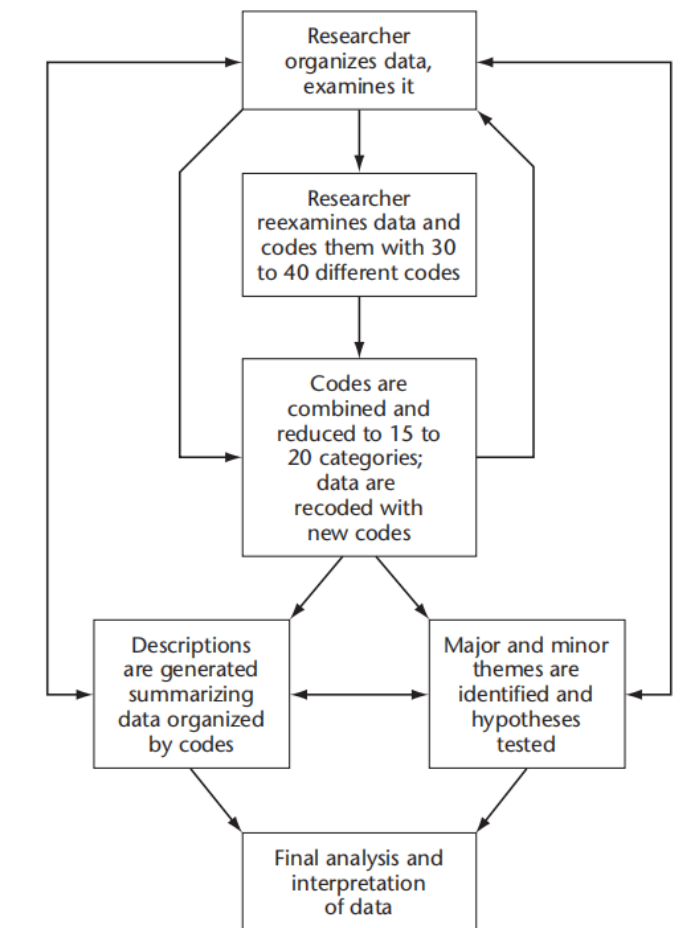 Researcher
organizes data,
examines it
Researcher
reexamines data and
codes them with 30
to 40 different codes
Codes are
combined and
reduced to 15 to
20 categories;
data are
recoded with
new codes
Descriptions
are generated
summarizing
data organized
by codes
Major and minor
themes are
identified and
hypotheses
tested
Final analysis and
interpretation
of data